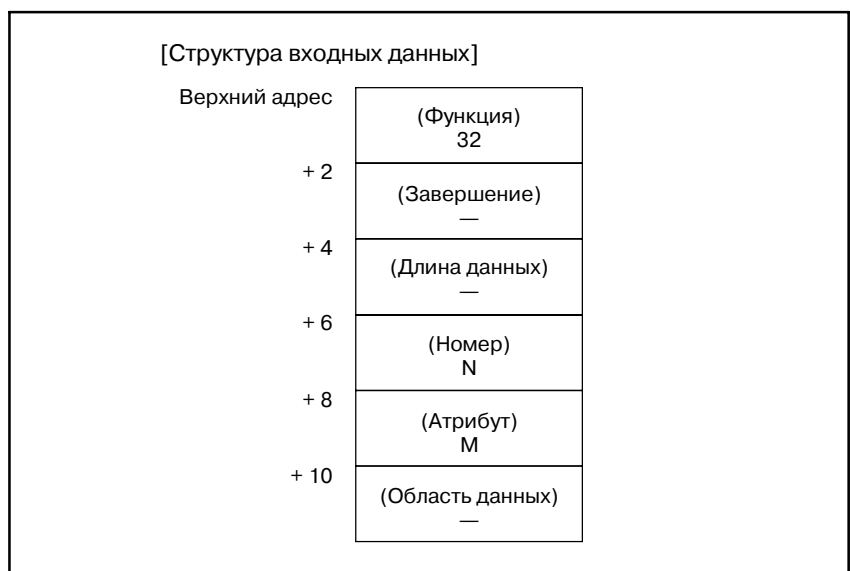 [Структура входных данных]
Верхний адрес
(Функция)
32
+ 2
(Завершение)
—
+ 4
(Длина данных)
—
+ 6
(Номер)
N
+ 8
(Атрибут)
M
+ 10
(Область данных)
—